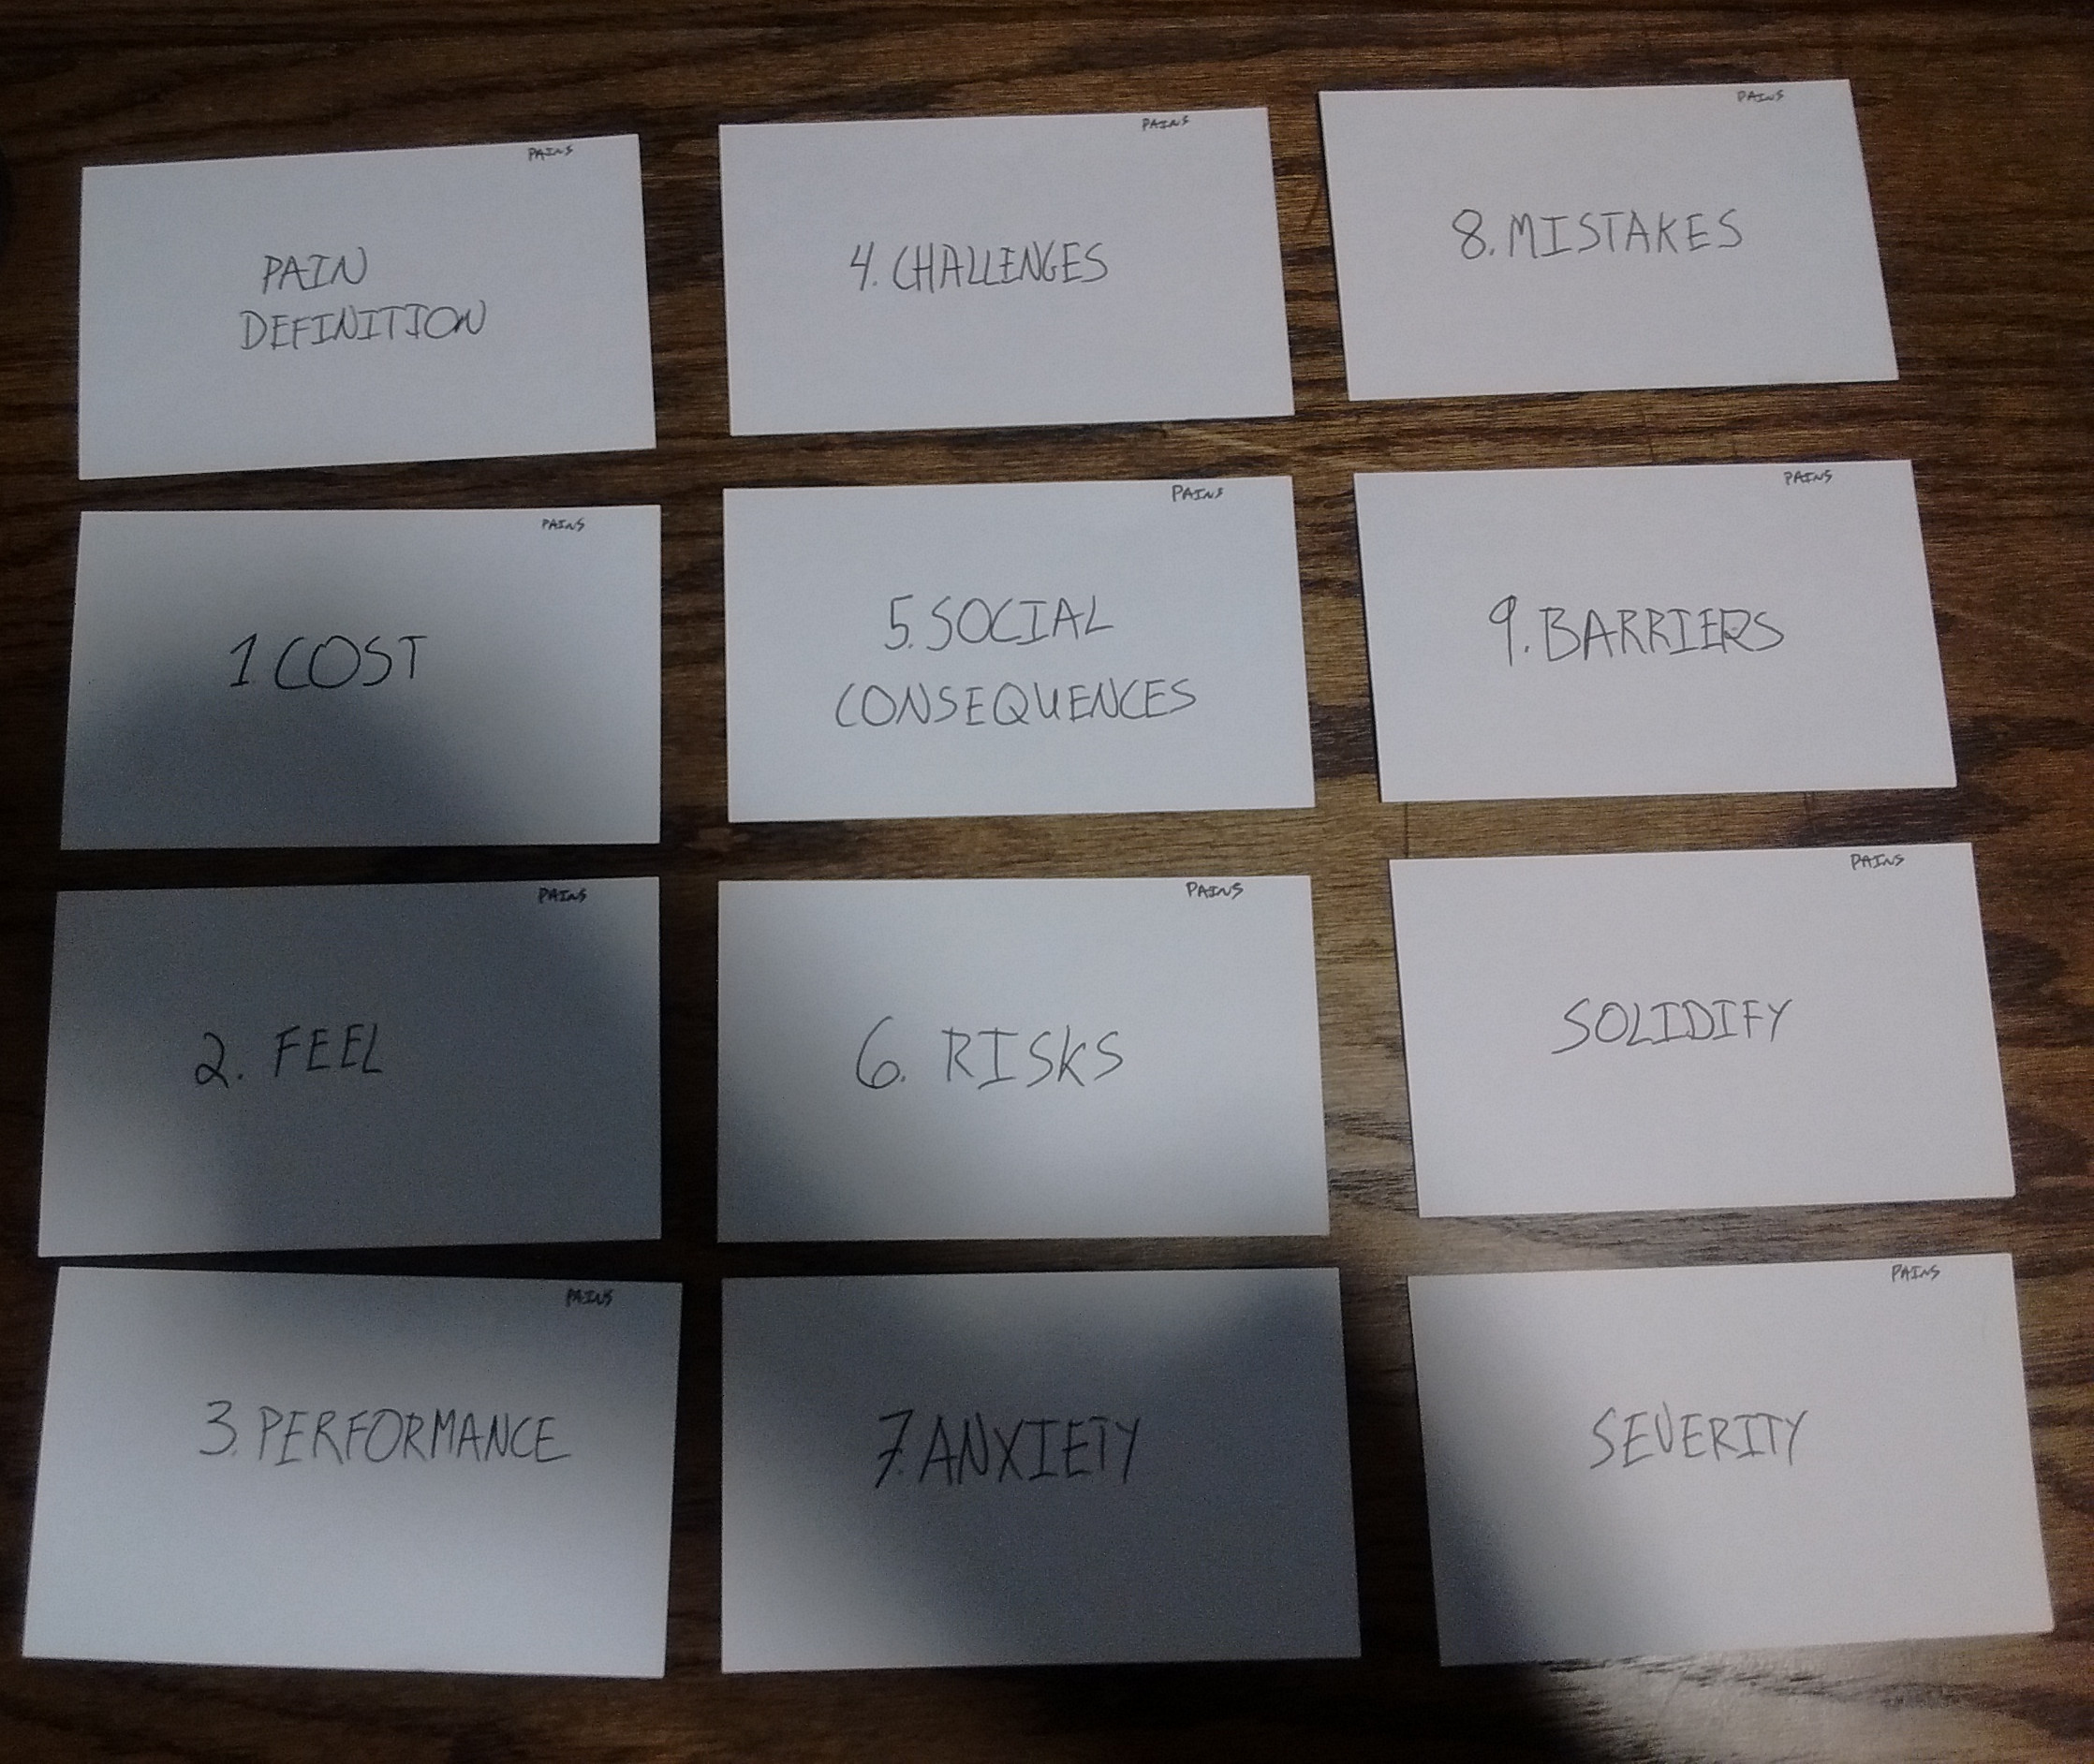 PAINS
PAIN
DEFINITION
PAINS
1 COST
PAINS
2. FEEL
PAINS
3. PERFORMANCE
PAINS
4. CHALLENGES
PAINS
5. SOCIAL
CONSEQUENCES
PAINS
6. RISKS
7. ANXIETY
PAINS
8. MISTAKES
PAINS
9. BARRIERS
PAINS
SOLIDIFY
PAINS
SEVERITY